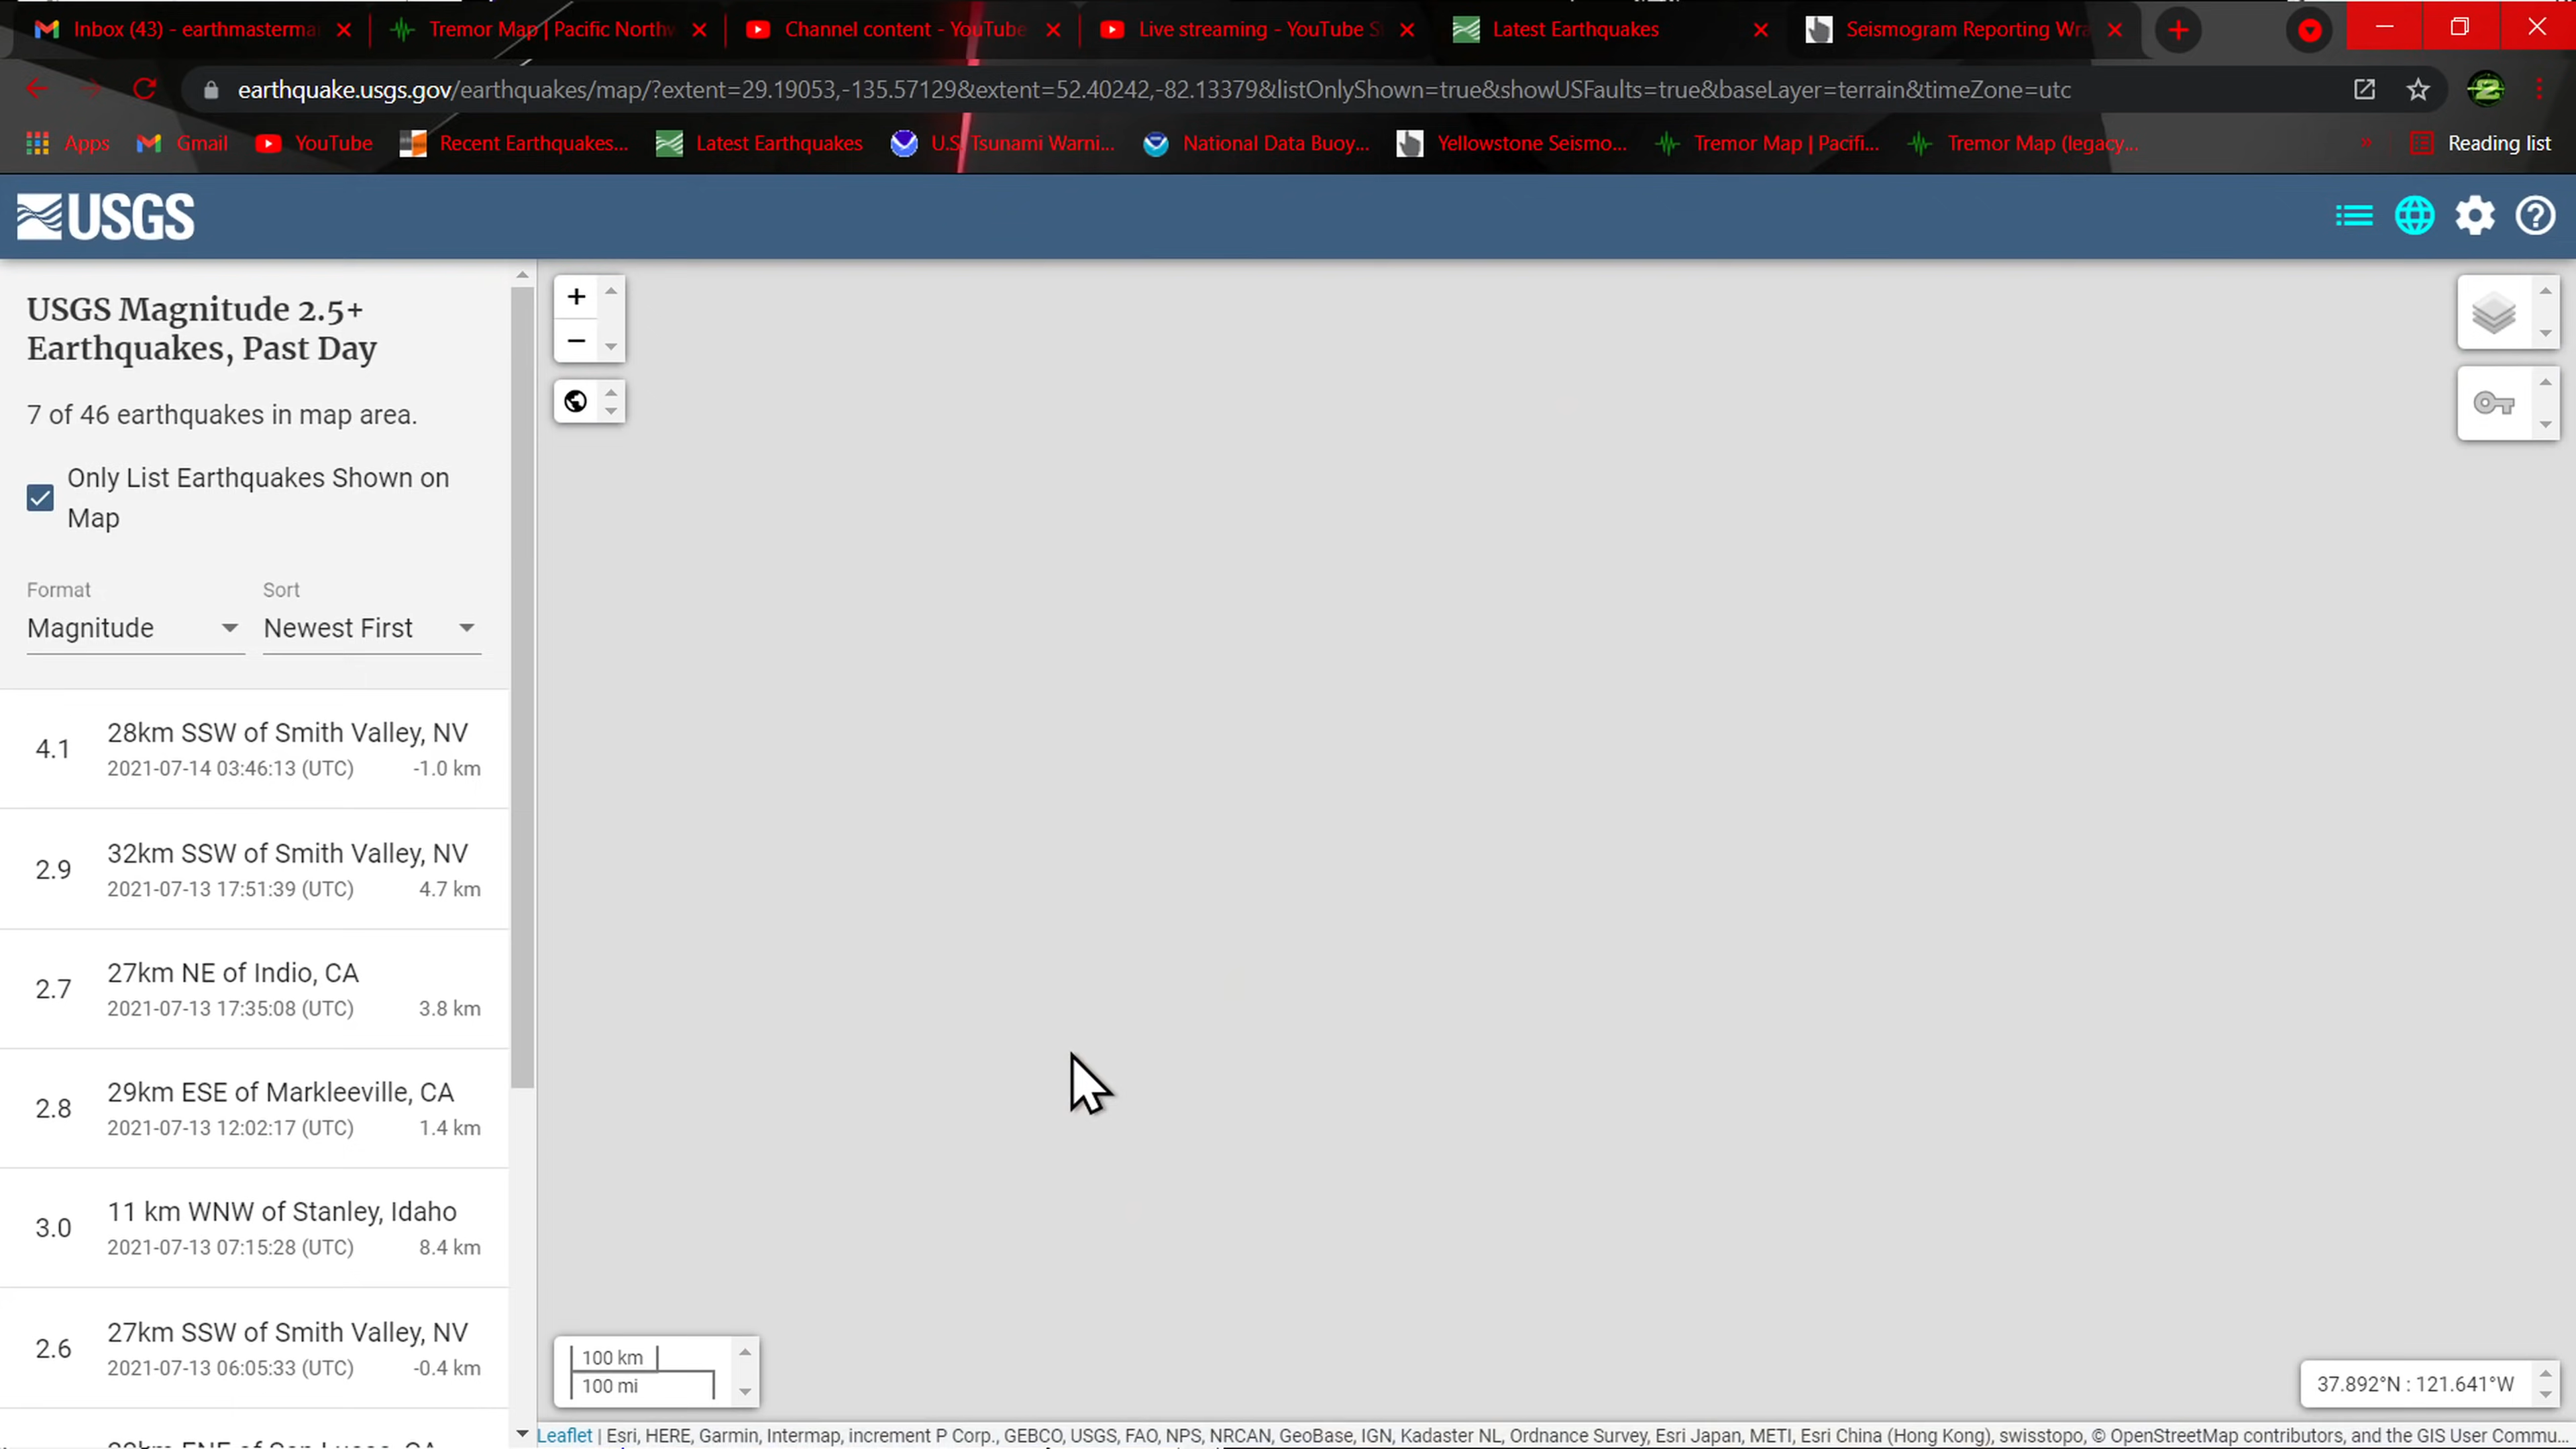 Inbox (43) - earthmasterma
Tremor Map | Pacific Northw
Channel content - YouTube
Live streaming - YouTube S
Latest Earthquakes
Seismogram Reporting Wra
earthquake.usgs.gov/earthquakes/map/?extent=29.19053,-135.57129&extent=52.40242,-82.13379&listOnlyShown=true&showUSFaults=true&baseLayer=terrain&timeZone=utc
Apps
Gmail
YouTube
Recent Earthquakes...
Latest Earthquakes
U.S. Tsunami Warni...
National Data Buoy...
Yellowstone Seismo...
Tremor Map | Pacifi...
Tremor Map (legacy...
»
Reading list
USGS
USGS Magnitude 2.5+
Earthquakes, Past Day
7 of 46 earthquakes in map area.
Only List Earthquakes Shown on
Map
Format
Sort
Magnitude
Newest First
4.1
28km SSW of Smith Valley, NV
2021-07-14 03:46:13 (UTC)
-1.0 km
2.9
32km SSW of Smith Valley, NV
2021-07-13 17:51:39 (UTC)
4.7 km
2.7
27km NE of Indio, CA
2021-07-13 17:35:08 (UTC)
3.8 km
2.8
29km ESE of Markleeville, CA
2021-07-13 12:02:17 (UTC)
1.4 km
3.0
11 km WNW of Stanley, Idaho
2021-07-13 07:15:28 (UTC)
8.4 km
2.6
27km SSW of Smith Valley, NV
2021-07-13 06:05:33 (UTC)
-0.4 km
+
−
100 km
100 mi
37.892°N : 121.641°W
Leaflet | Esri, HERE, Garmin, Intermap, increment P Corp., GEBCO, USGS, FAO, NPS, NRCAN, GeoBase, IGN, Kadaster NL, Ordnance Survey, Esri Japan, METI, Esri China (Hong Kong), swisstopo, © OpenStreetMap contributors, and the GIS User Commu...